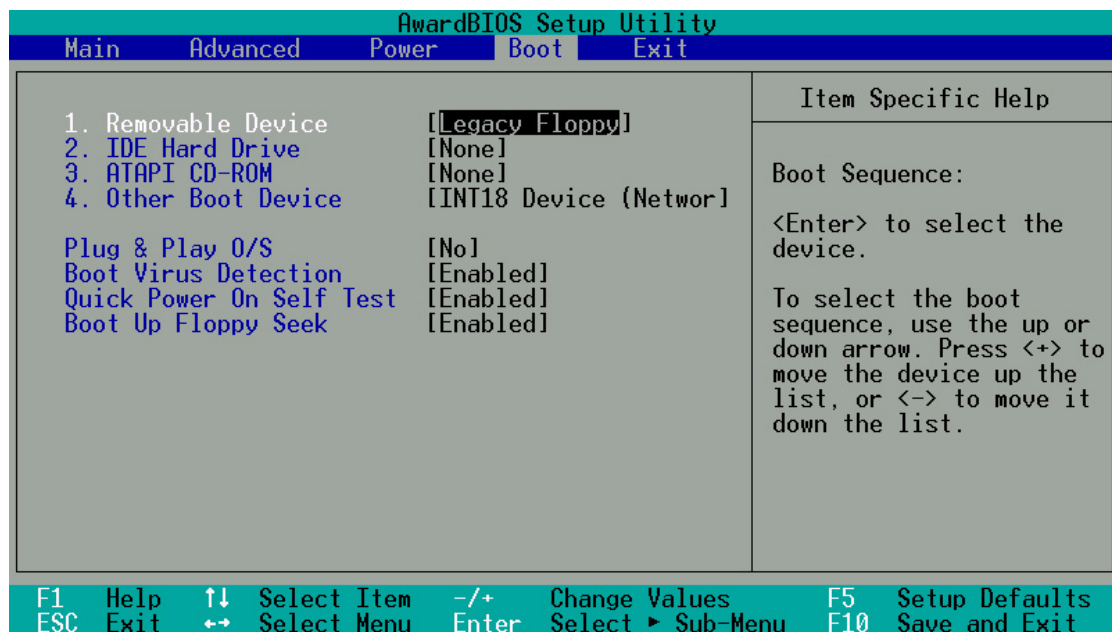 AwardBIOS Setup Utility
Main Advanced Power Boot Exit
Item Specific Help
1. Removable Device [Legacy Floppy]
2. IDE Hard Drive [None]
3. ATAPI CD-ROM [None]
4. Other Boot Device [INT18 Device (Networ]
Plug & Play O/S [No]
Boot Virus Detection [Enabled]
Quick Power On Self Test [Enabled]
Boot Up Floppy Seek [Enabled]
Boot Sequence:
<Enter> to select the
device.
To select the boot
sequence, use the up or
down arrow. Press <+> to
move the device up the
list, or <-> to move it
down the list.
F1 Help ↑↓ Select Item -/+ Change Values F5 Setup Defaults
ESC Exit ←→ Select Menu Enter Select ► Sub-Menu F10 Save and Exit